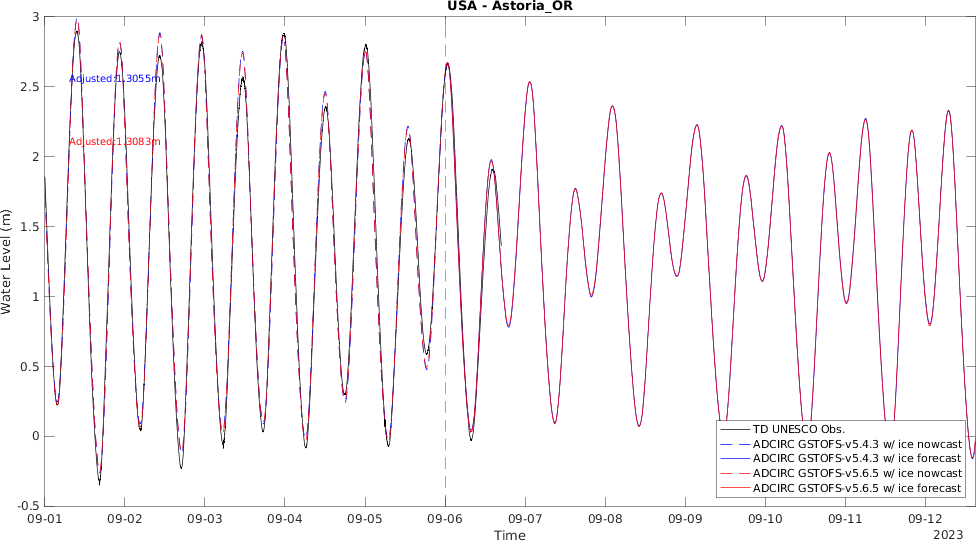 USA - Astoria_OR
3
2.5
2
1.5
1
0.5
0
-0.5
Water Level (m)
Adjusted:1.3055m
Adjusted:1.3083m
TD UNESCO Obs.
ADCIRC GSTOFS-v5.4.3 w/ ice nowcast
ADCIRC GSTOFS-v5.4.3 w/ ice forecast
ADCIRC GSTOFS-v5.6.5 w/ ice nowcast
ADCIRC GSTOFS-v5.6.5 w/ ice forecast
09-01 09-02 09-03 09-04 09-05 09-06 09-07 09-08 09-09 09-10 09-11 09-12
Time
2023